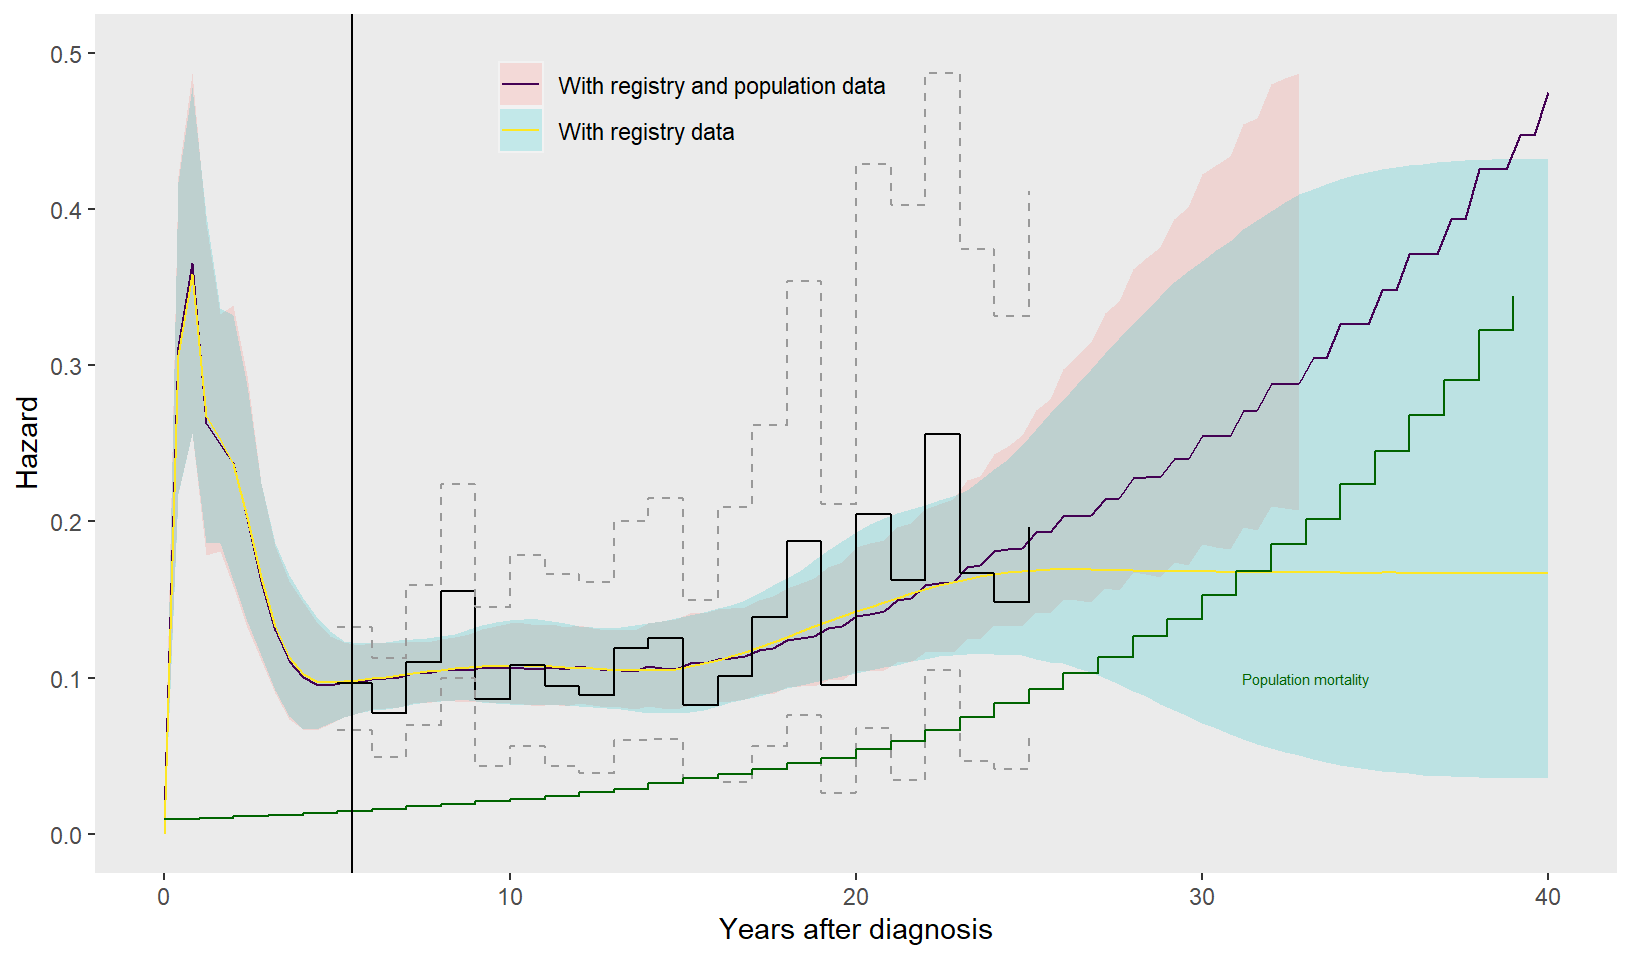 0.5
0.4
0.3
0.2
0.1
0.0
Hazard
With registry and population data
With registry data
Population mortality
0 10 20 30 40
Years after diagnosis